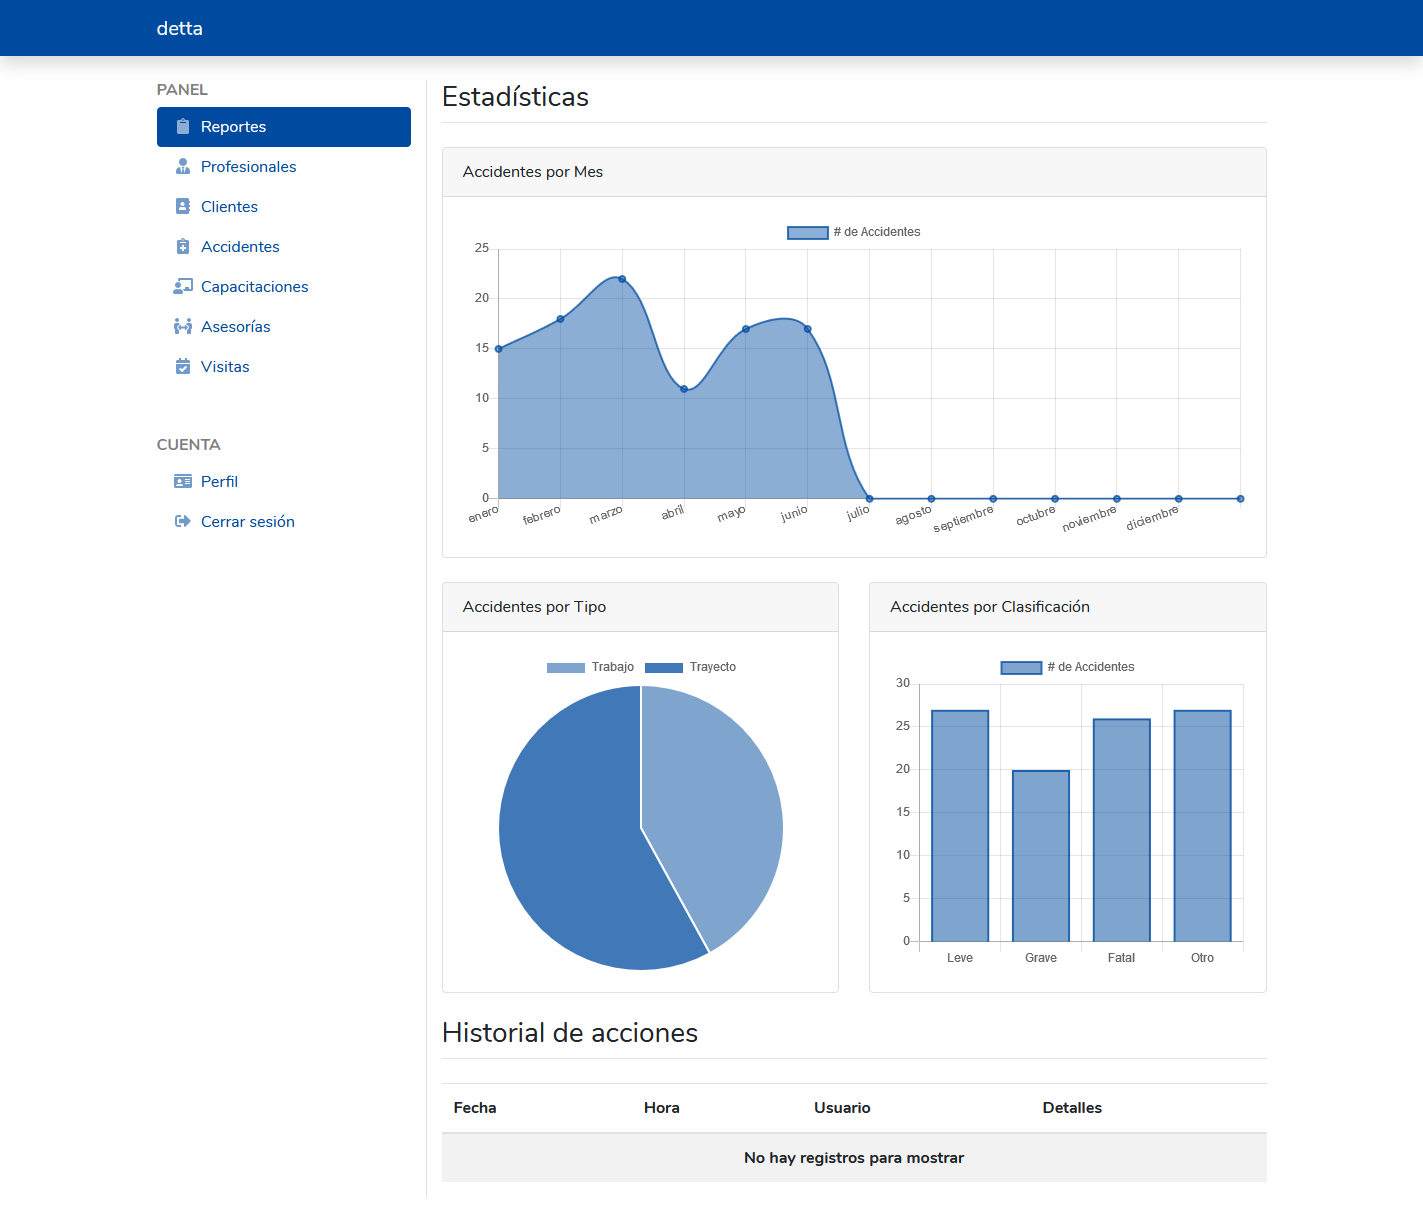 detta
PANEL
Reportes
Profesionales
Clientes
Accidentes
Capacitaciones
Asesorías
Visitas
CUENTA
Perfil
Cerrar sesión
Estadísticas
Accidentes por Mes
# de Accidentes
25
20
15
10
5
0
enero febrero marzo abril mayo junio julio agosto septiembre octubre noviembre diciembre
Accidentes por Tipo
Trabajo Trayecto
Accidentes por Clasificación
# de Accidentes
30
25
20
15
10
5
0
Leve Grave Fatal Otro
Historial de acciones
Fecha Hora Usuario Detalles
No hay registros para mostrar